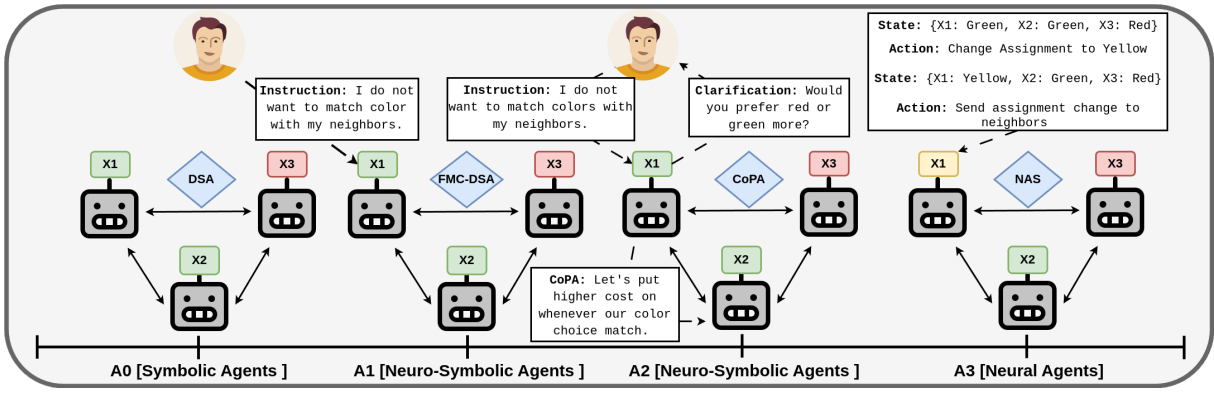 Instruction: I do not
want to match color
with my neighbors.
Instruction: I do not
want to match colors with
my neighbors.
Clarification: Would
you prefer red or
green more?
State: {X1: Green, X2: Green, X3: Red}
Action: Change Assignment to Yellow
State: {X1: Yellow, X2: Green, X3: Red}
Action: Send assignment change to
neighbors
X1
DSA
X3
X2
X1
FMC-DSA
X3
X2
X1
CoPA
X3
X2
CoPA: Let's put
higher cost on
whenever our color
choice match.
X1
NAS
X3
X2
A0 [Symbolic Agents ]
A1 [Neuro-Symbolic Agents ]
A2 [Neuro-Symbolic Agents ]
A3 [Neural Agents]